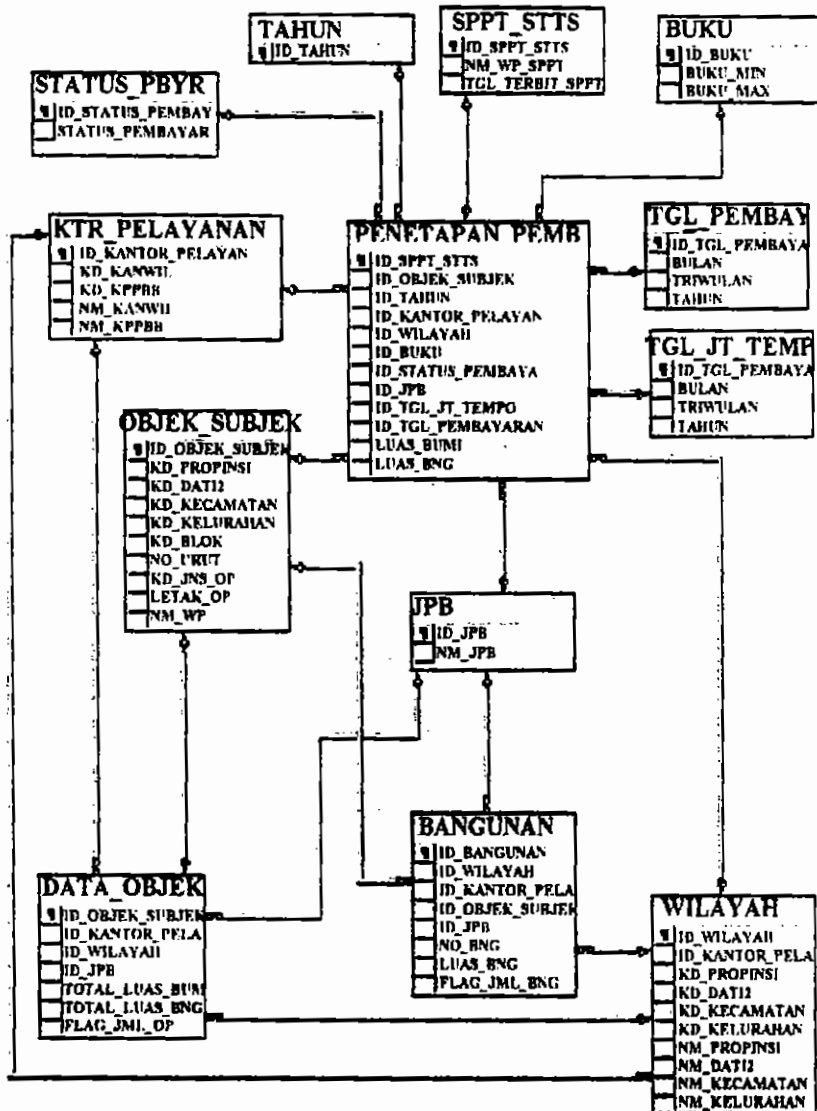 TAHUN
ID_TAHUN
SPPT_STTS
ID_SPPT_STTS
NM_WP_SPPT
TGL_TERBIT_SPPT
BUKU
ID_BUKU
BUKU_MIN
BUKU_MAX
STATUS_PBYR
ID_STATUS_PEMBAY
STATUS_PEMBAYAR
KTR_PELAYANAN
ID_KANTOR_PELAYAN
KD_KANWIL
KD_KPPBB
NM_KANWIL
NM_KPPBB
PENETAPAN_PEMB
ID_SPPT_STTS
ID_OBJEK_SUBJEK
ID_TAHUN
ID_KANTOR_PELAYAN
ID_WILAYAH
ID_BUKU
ID_STATUS_PEMBAYA
ID_JPB
ID_TGL_JT_TEMPO
ID_TGL_PEMBAYARAN
LUAS_BUMI
LUAS_BNG
TGL_PEMBAY
ID_TGL_PEMBAYA
BULAN
TRIWULAN
TAHUN
TGL_JT_TEMP
ID_TGL_PEMBAYA
BULAN
TRIWULAN
TAHUN
OBJEK_SUBJEK
ID_OBJEK_SUBJEK
KD_PROPINSI
KD_DATI2
KD_KECAMATAN
KD_KELURAHAN
KD_BLOK
NO_URUT
KD_JNS_OP
LETAK_OP
NM_WP
JPB
ID_JPB
NM_JPB
BANGUNAN
ID_BANGUNAN
ID_WILAYAH
ID_KANTOR_PELA
ID_OBJEK_SUBJEK
ID_JPB
NO_BNG
LUAS_BNG
FLAG_JML_BNG
DATA_OBJEK
ID_OBJEK_SUBJEK
ID_KANTOR_PELA
ID_WILAYAH
ID_JPB
TOTAL_LUAS_BUMI
TOTAL_LUAS_BNG
FLAG_JML_OP
WILAYAH
ID_WILAYAH
ID_KANTOR_PELA
KD_PROPINSI
KD_DATI2
KD_KECAMATAN
KD_KELURAHAN
NM_PROPINSI
NM_DATI2
NM_KECAMATAN
NM_KELURAHAN